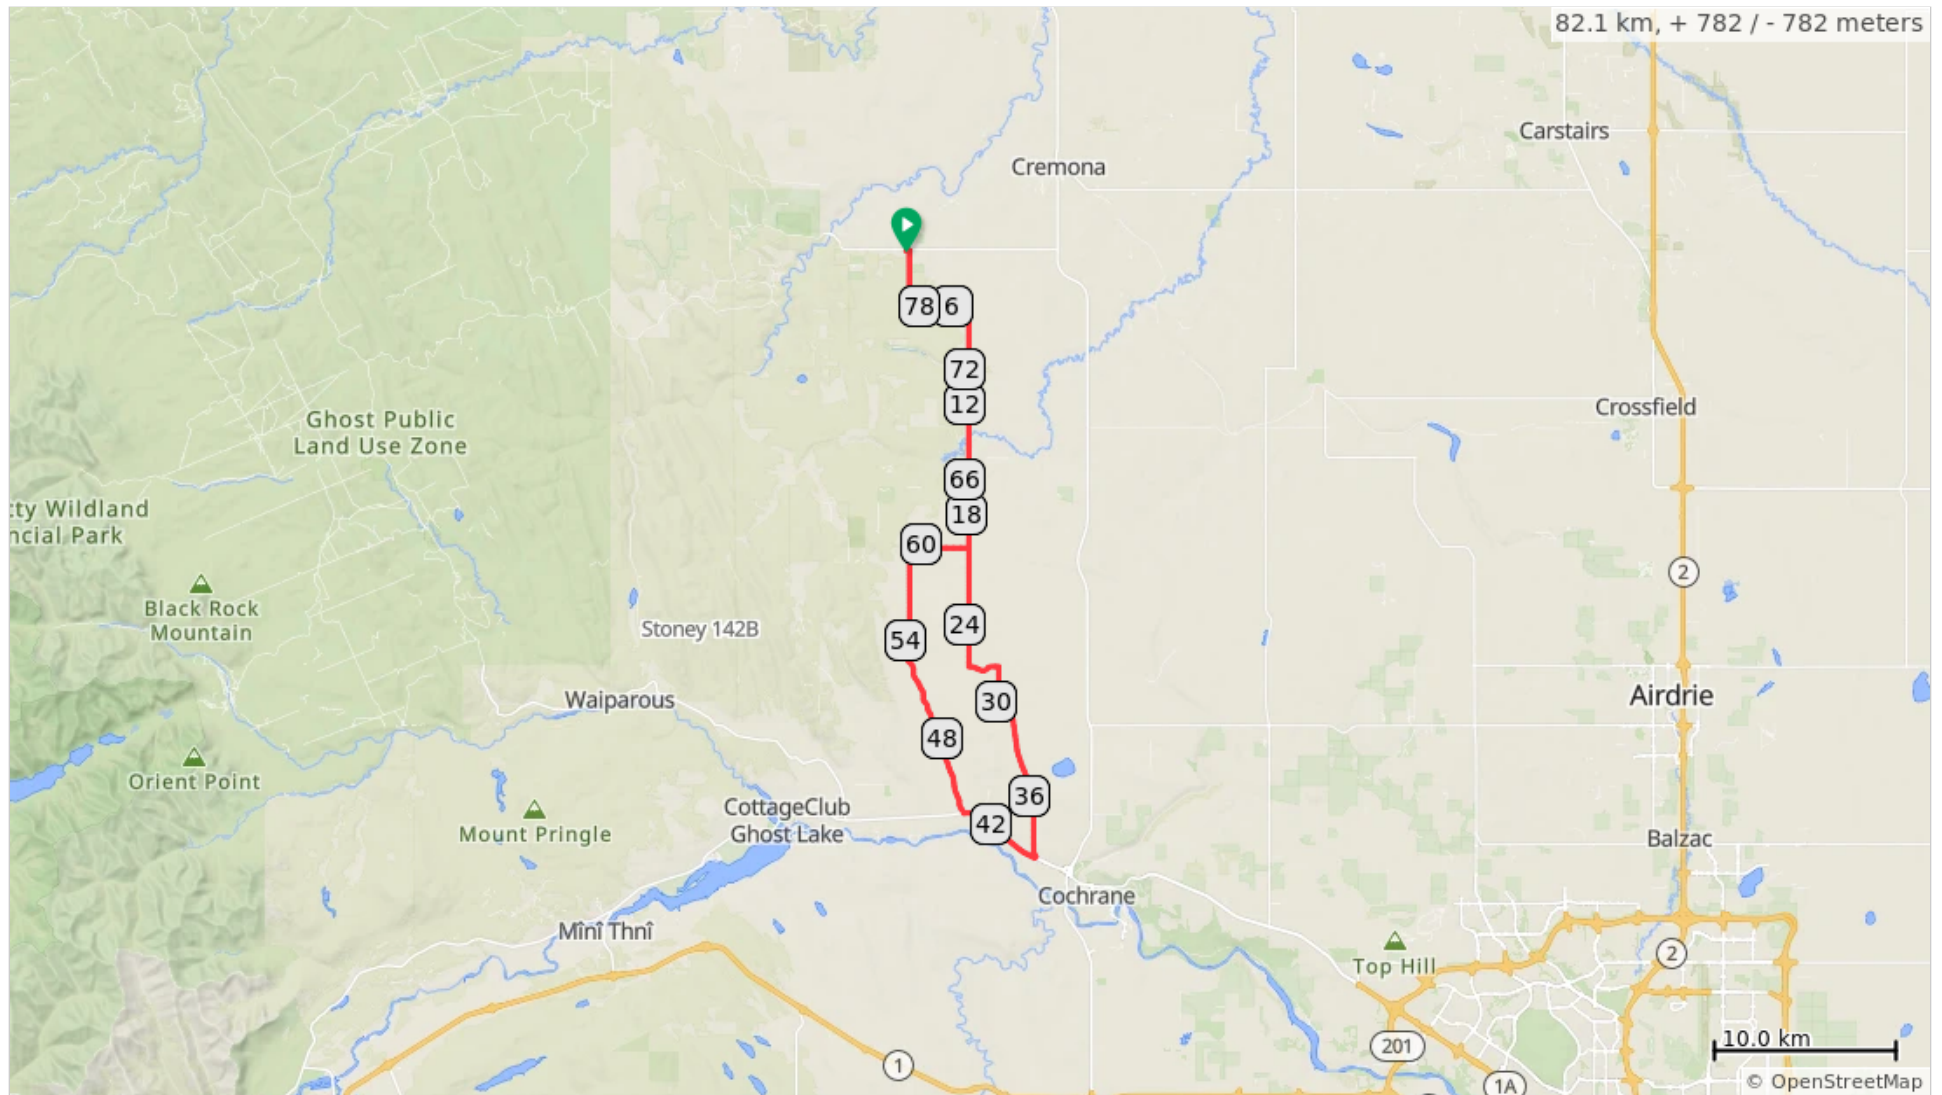 82.1 km, + 782 / - 782 meters
Carstairs
Cremona
78
6
72
12
Crossfield
Ghost Public
Land Use Zone
66
18
tty Wildland
ncial Park
60
2
Black Rock
Mountain
Stoney 142B
24
54
Waiparous
30
Airdrie
48
Orient Point
36
CottageClub
Ghost Lake
42
Mount Pringle
Balzac
Cochrane
Mînî Thnî
2
Top Hill
10.0 km
201
1
1A
© OpenStreetMap